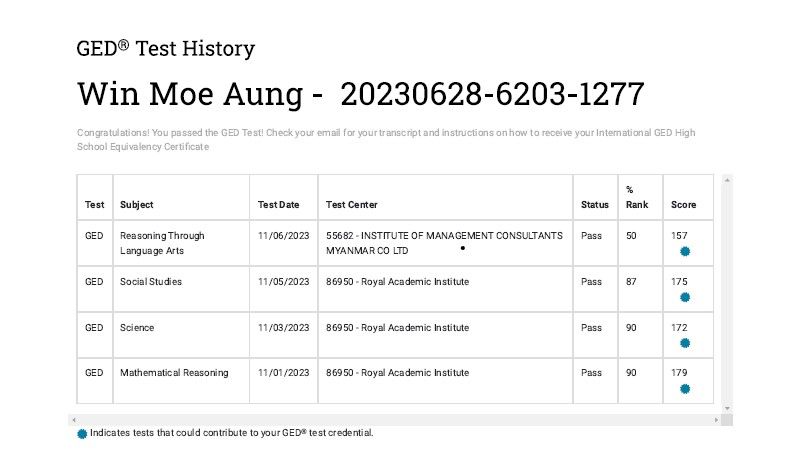 GED® Test History
Win Moe Aung - 20230628-6203-1277
Congratulations! You passed the GED Test! Check your email for your transcript and instructions on how to receive your International GED High
School Equivalency Certificate
Test Subject Test Date Test Center Status % Rank Score
GED Reasoning Through Language Arts 11/06/2023 55682 - INSTITUTE OF MANAGEMENT CONSULTANTS MYANMAR CO LTD Pass 50 157
GED Social Studies 11/05/2023 86950 - Royal Academic Institute Pass 87 175
GED Science 11/03/2023 86950 - Royal Academic Institute Pass 90 172
GED Mathematical Reasoning 11/01/2023 86950 - Royal Academic Institute Pass 90 179
Indicates tests that could contribute to your GED® test credential.